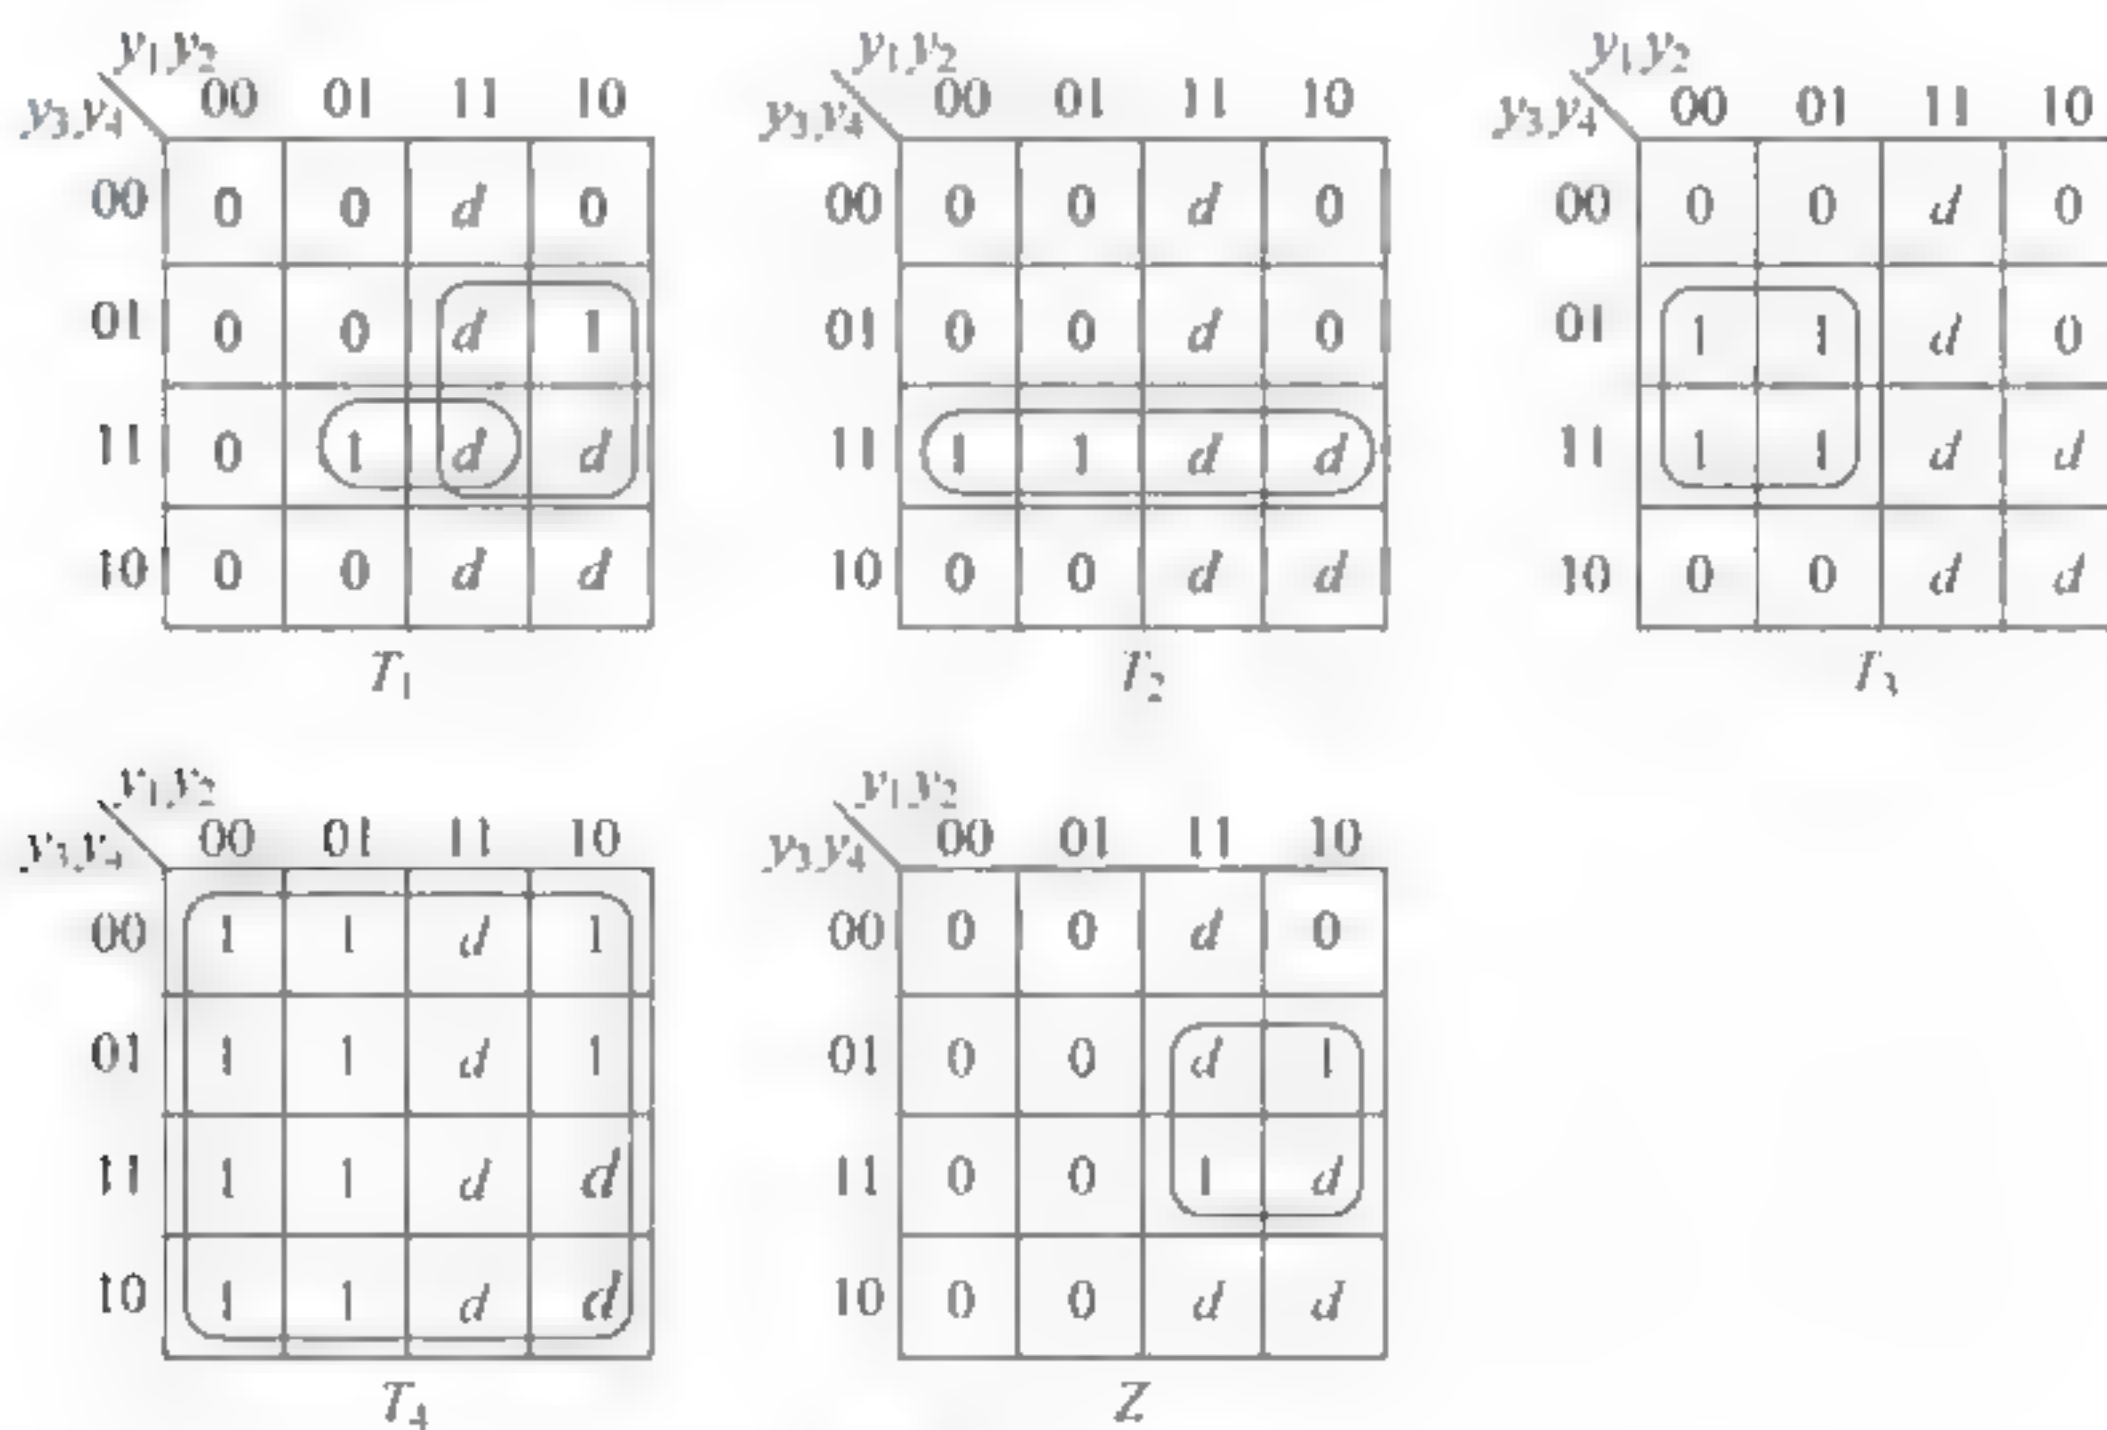 y₁y₂ y₁y₂ y₁y₂
y₃y₄ 00 01 11 10 y₃y₄ 00 01 11 10 y₃y₄ 00 01 11 10
00 0 0 d 0 00 0 0 d 0 00 0 0 d 0
01 0 0 d 1 01 0 0 d 0 01 1 1 d 0
11 0 1 d d 11 1 1 d d 11 1 1 d d
10 0 0 d d 10 0 0 d d 10 0 0 d d
T₁ T₂ T₃
y₁y₂ y₁y₂
y₃y₄ 00 01 11 10 y₃y₄ 00 01 11 10
00 1 1 d 1 00 0 0 d 0
01 1 1 d 1 01 0 0 d 1
11 1 1 d d 11 0 0 1 d
10 1 1 d d 10 0 0 d d
T₄ Z